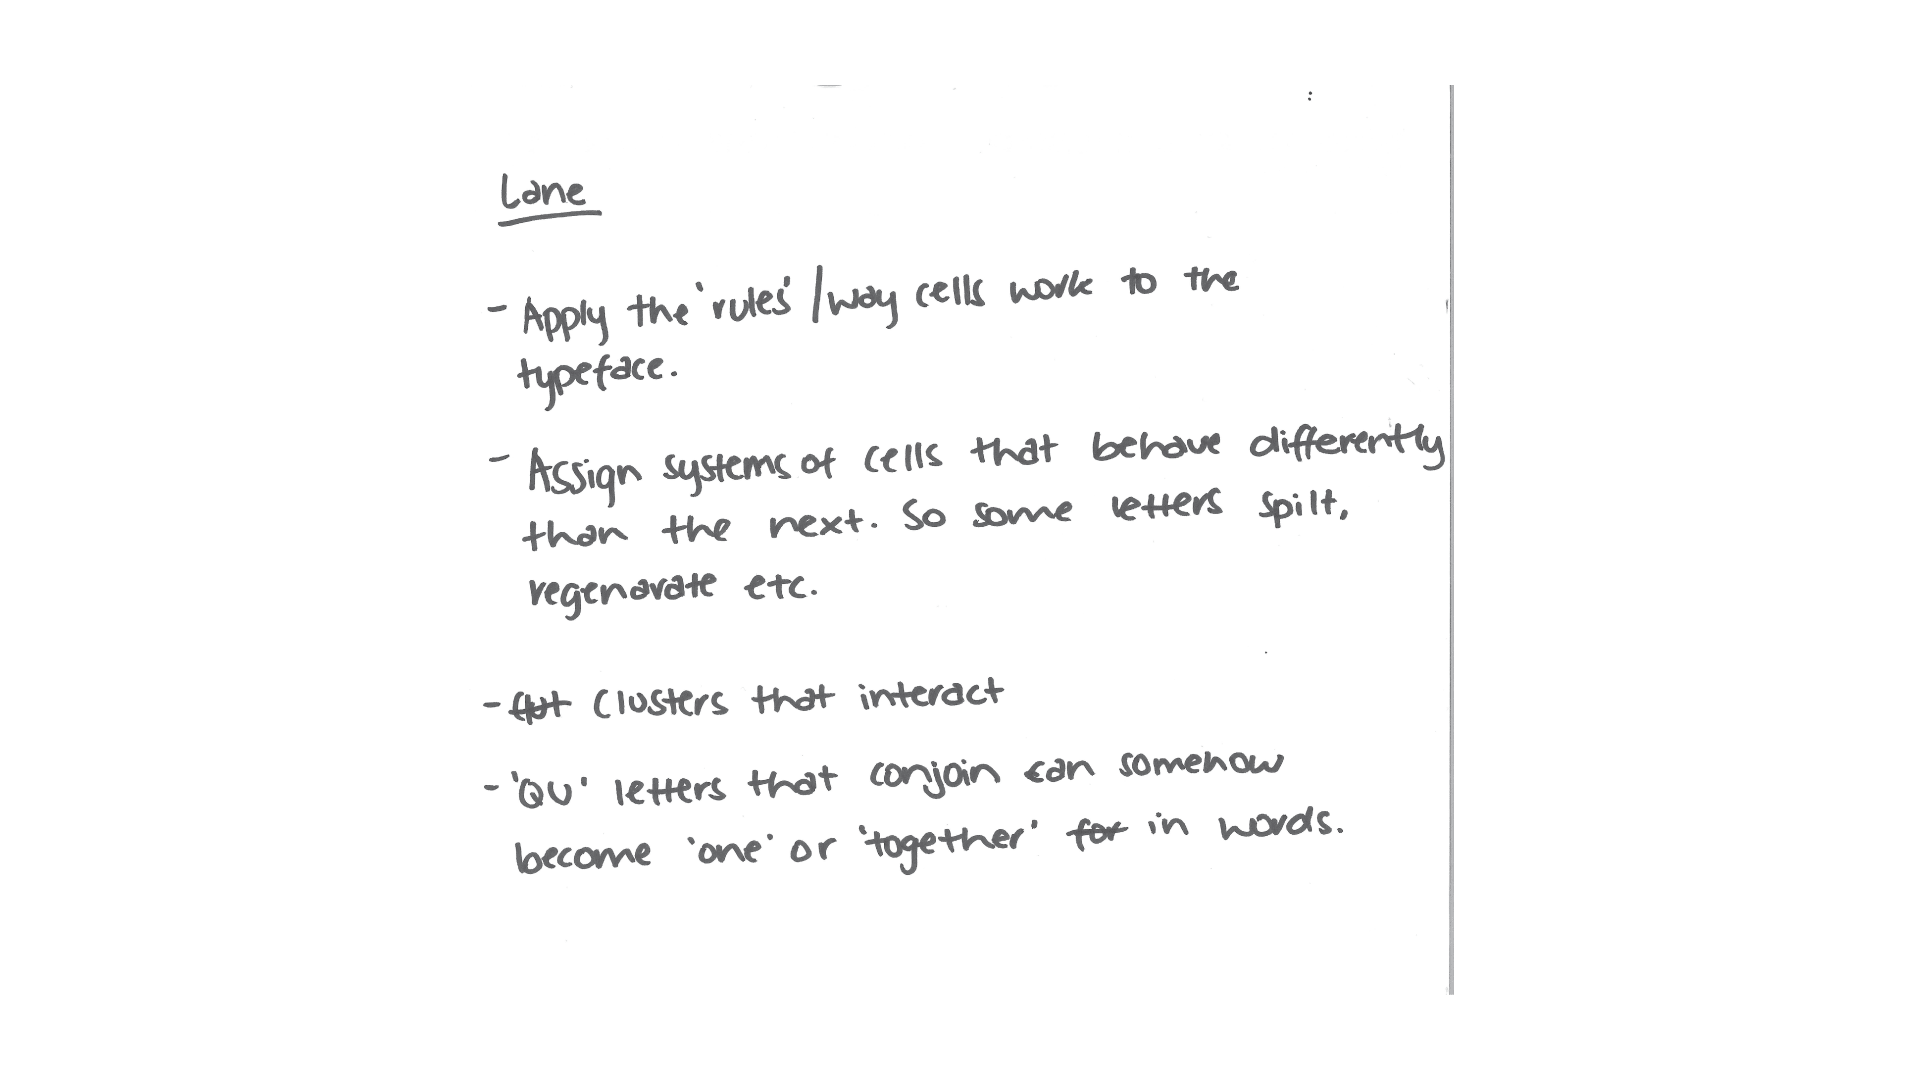 Lane
- Apply the 'rules' / way cells work to the
typeface.
- Assign systems of cells that behave differently
than the next. So some letters spilt,
regenarate etc.
- Clusters that interact
- 'QU' letters that conjoin can somehow
become 'one' or 'together' for in words.